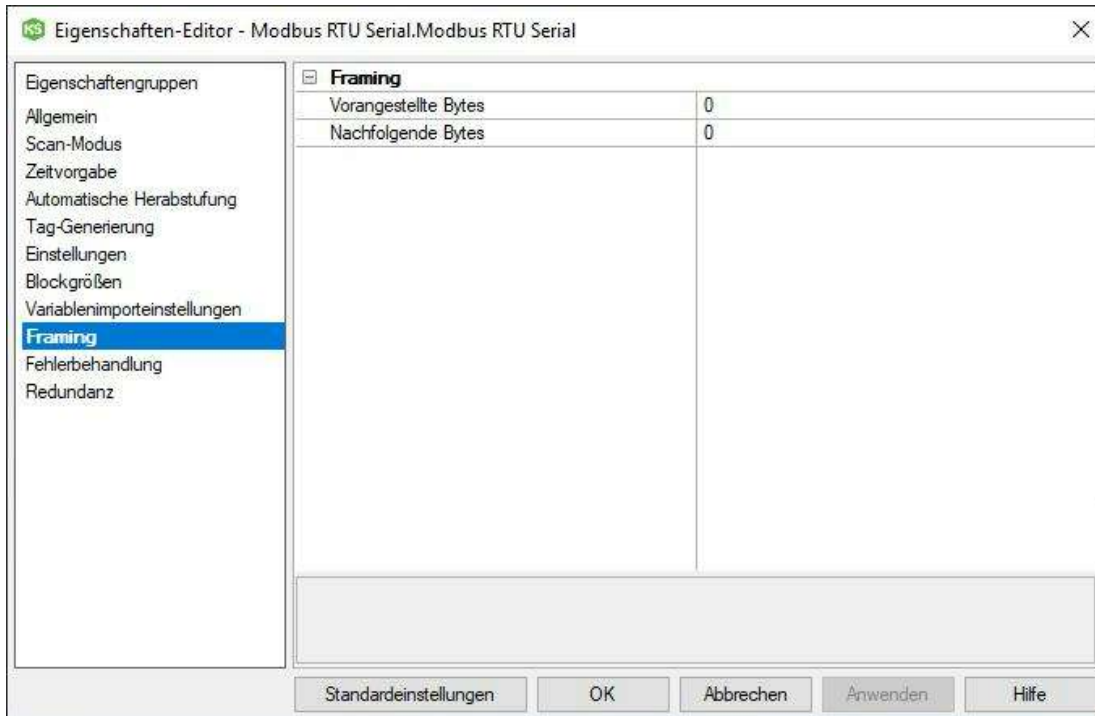 KS Eigenschaften-Editor - Modbus RTU Serial.Modbus RTU Serial
Eigenschaftengruppen
Allgemein
Scan-Modus
Zeitvorgabe
Automatische Herabstufung
Tag-Generierung
Einstellungen
Blockgrößen
Variablenimporteinstellungen
Framing
Fehlerbehandlung
Redundanz
Framing
Vorangestellte Bytes 0
Nachfolgende Bytes 0
Standardeinstellungen OK Abbrechen Anwenden Hilfe